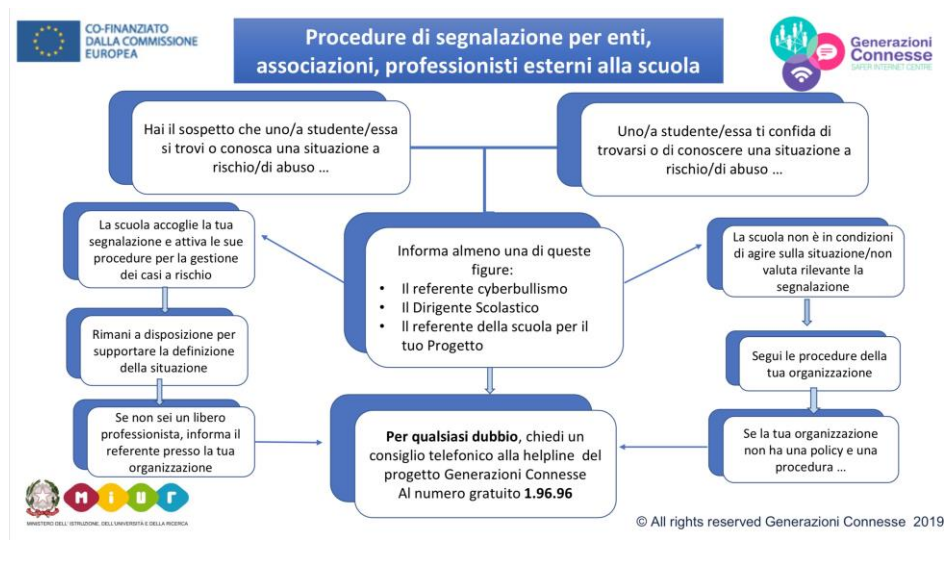 CO-FINANZIATO
DALLA COMMISSIONE
EUROPEA
Procedure di segnalazione per enti,
associazioni, professionisti esterni alla scuola
Generazioni
Connesse
SAFER INTERNET CENTRE
Hai il sospetto che uno/a studente/essa
si trovi o conosca una situazione a
rischio/di abuso …
Uno/a studente/essa ti confida di
trovarsi o di conoscere una situazione a
rischio/di abuso …
La scuola accoglie la tua
segnalazione e attiva le sue
procedure per la gestione
dei casi a rischio
Informa almeno una di queste
figure:
• Il referente cyberbullismo
• Il Dirigente Scolastico
• Il referente della scuola per il
tuo Progetto
La scuola non è in condizioni
di agire sulla situazione/non
valuta rilevante la
segnalazione
Rimani a disposizione per
supportare la definizione
della situazione
Segui le procedure della
tua organizzazione
Se non sei un libero
professionista, informa il
referente presso la tua
organizzazione
Per qualsiasi dubbio, chiedi un
consiglio telefonico alla helpline del
progetto Generazioni Connesse
Al numero gratuito 1.96.96
Se la tua organizzazione
non ha una policy e una
procedura …
MIUR
MINISTERO DELL' ISTRUZIONE, DELL'UNIVERSITÀ E DELLA RICERCA
© All rights reserved Generazioni Connesse 2019